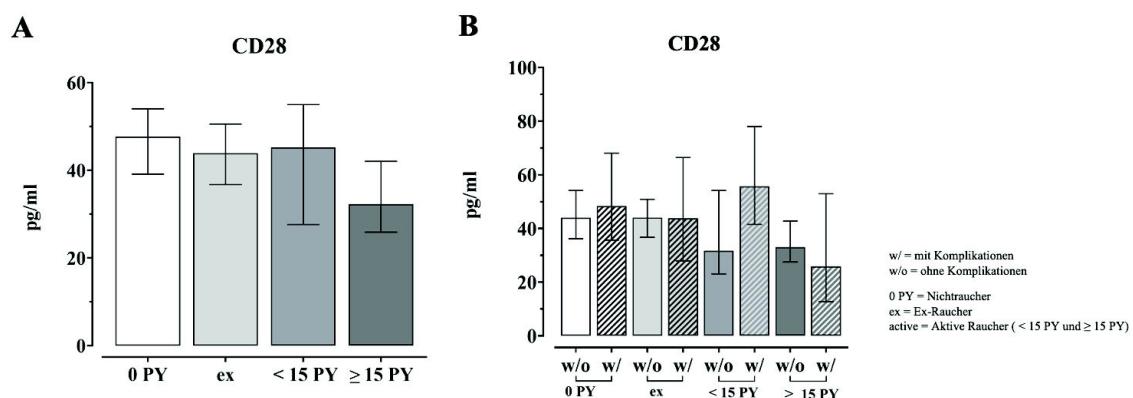 A
CD28
60
40
20
0
pg/ml
0 PY ex < 15 PY ≥ 15 PY
B
CD28
100
80
60
40
20
0
pg/ml
w/o w/ w/o w/ w/o w/ w/o w/
0 PY ex < 15 PY > 15 PY
w/ = mit Komplikationen
w/o = ohne Komplikationen
0 PY = Nichtraucher
ex = Ex-Raucher
active = Aktive Raucher ( < 15 PY und ≥ 15 PY)